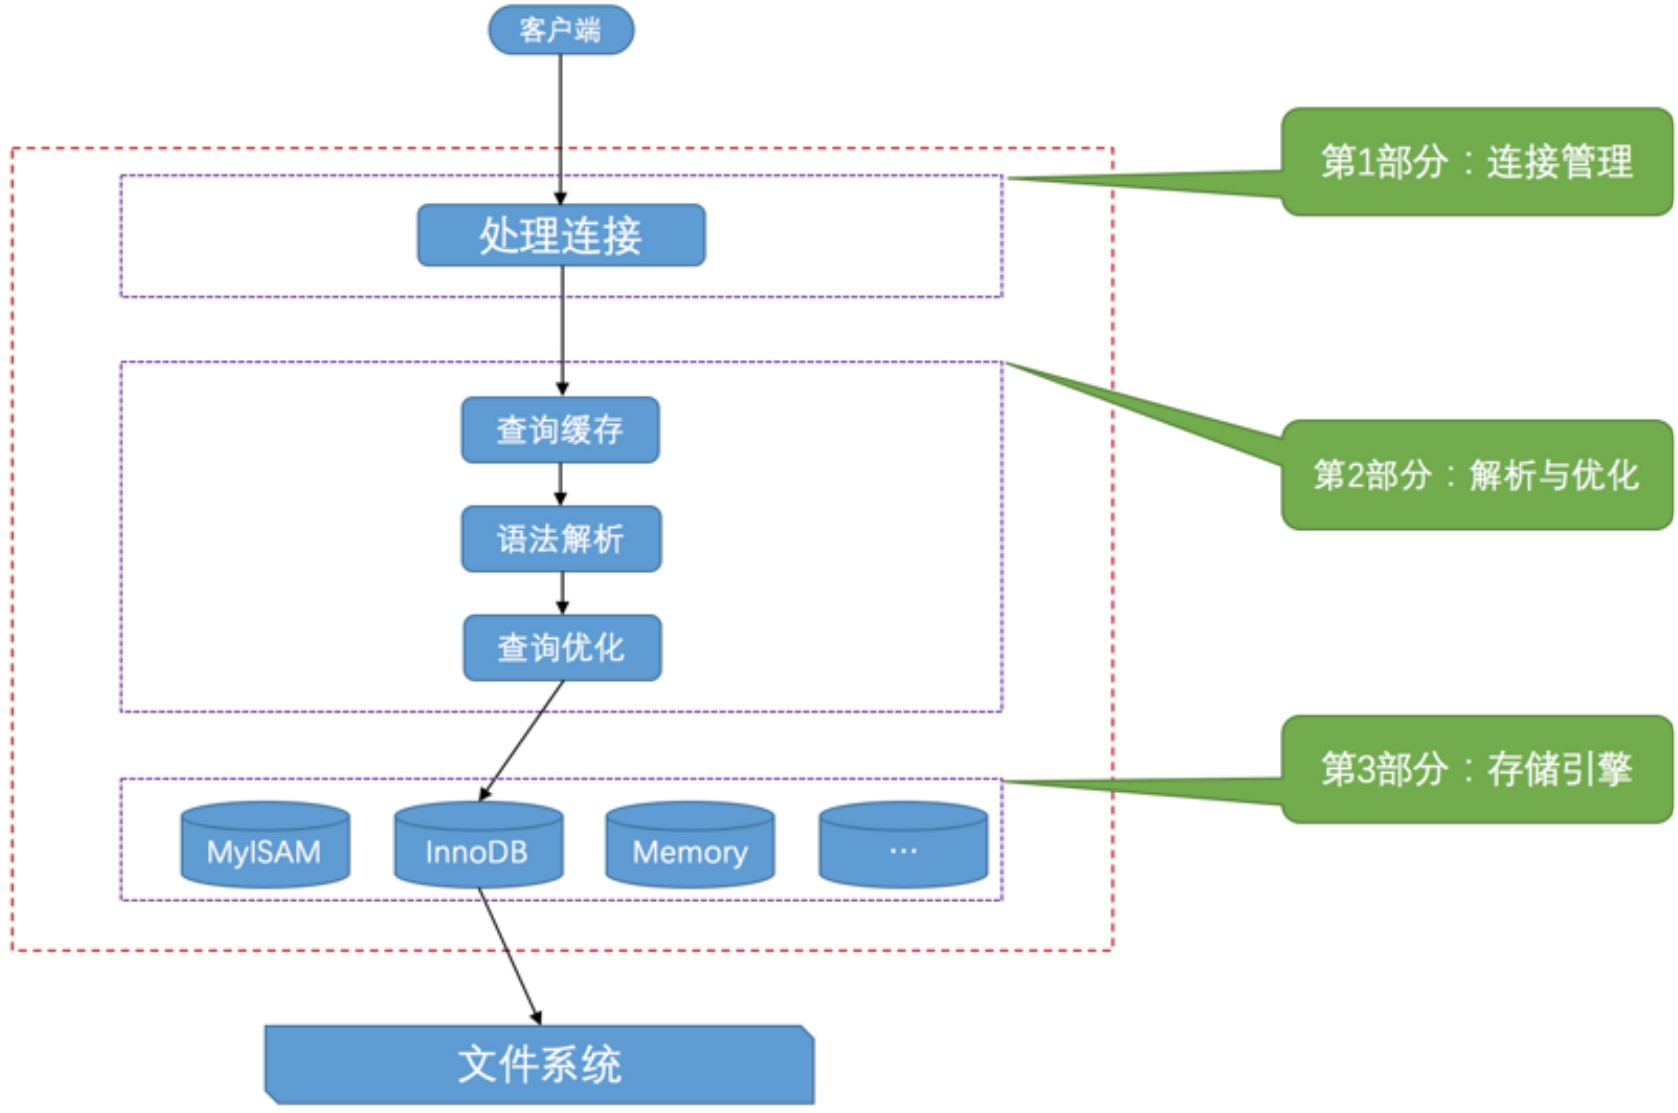 客户端
第1部分：连接管理
处理连接
查询缓存
第2部分：解析与优化
语法解析
查询优化
第3部分：存储引擎
MyISAM
InnoDB
Memory
...
文件系统